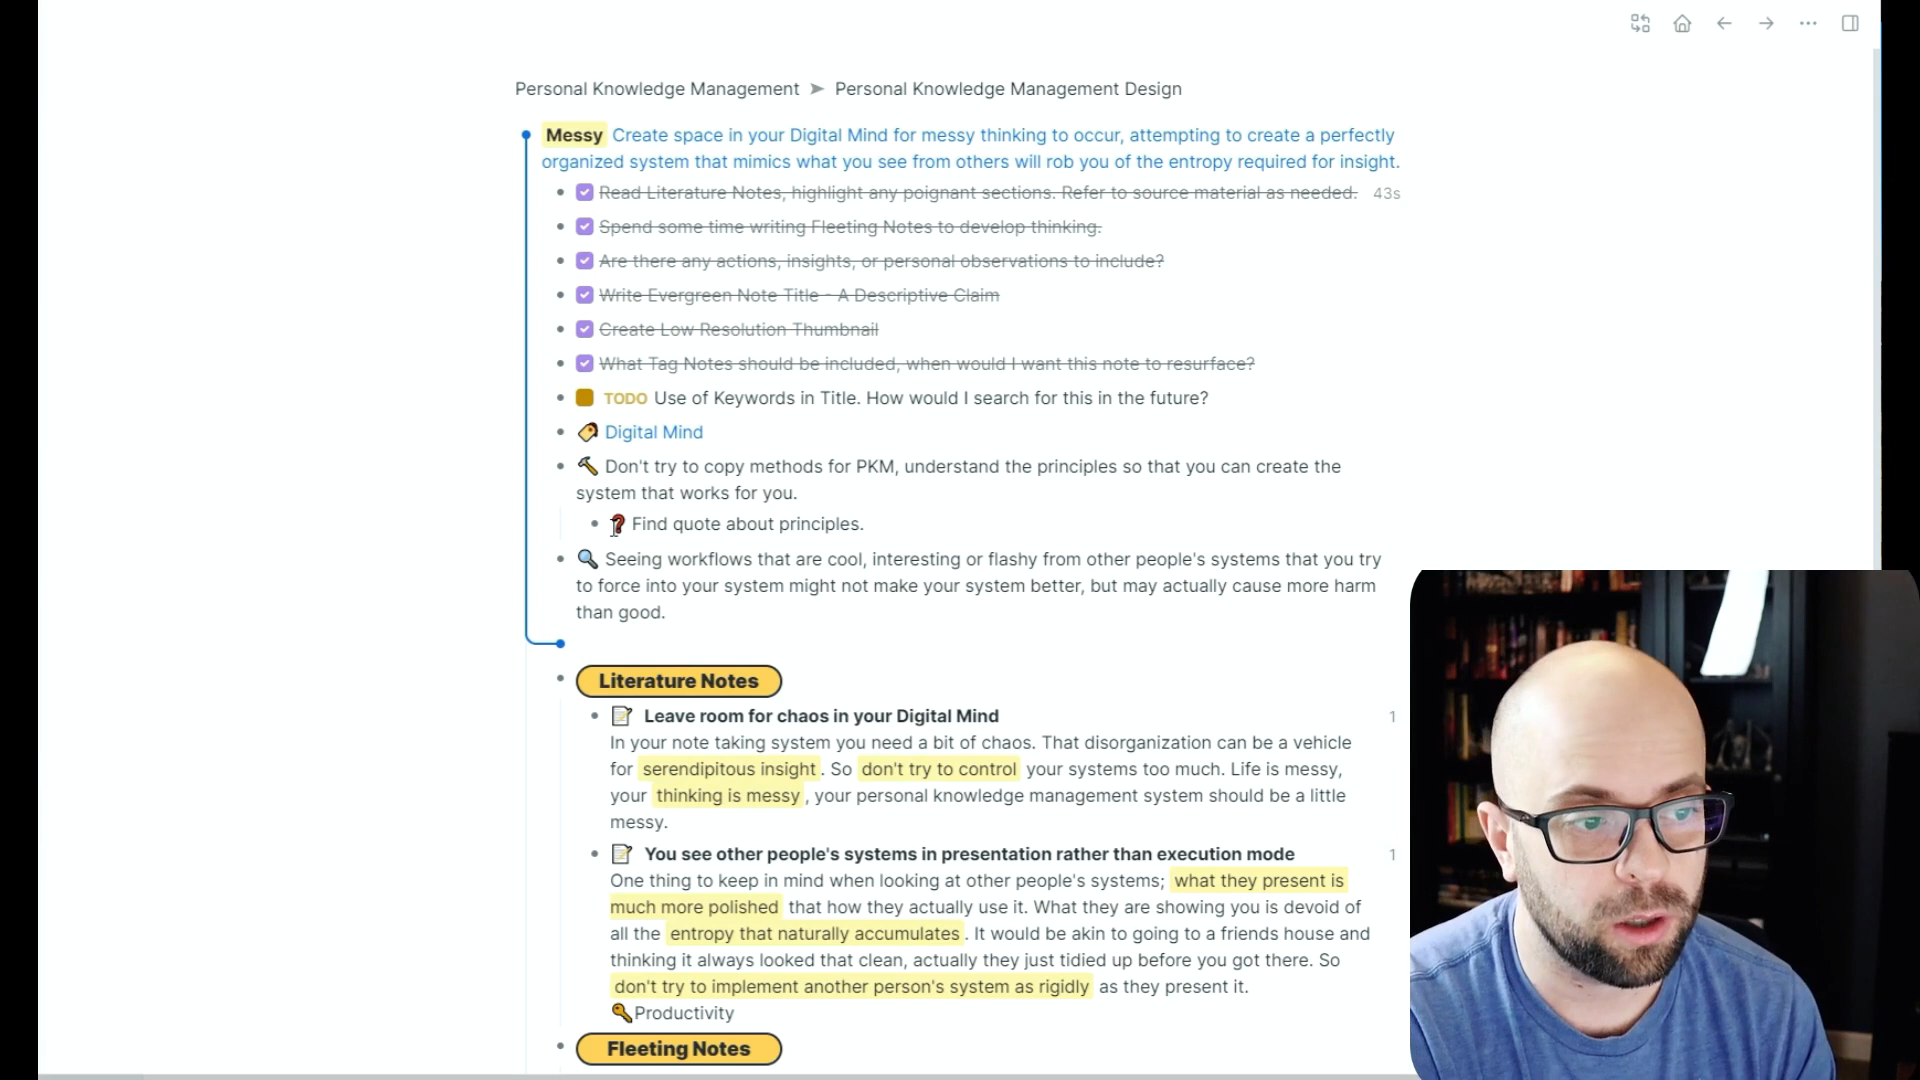 Personal Knowledge Management ➤ Personal Knowledge Management Design
Messy Create space in your Digital Mind for messy thinking to occur, attempting to create a perfectly
organized system that mimics what you see from others will rob you of the entropy required for insight.
Read Literature Notes, highlight any poignant sections. Refer to source material as needed. 43s
Spend some time writing Fleeting Notes to develop thinking.
Are there any actions, insights, or personal observations to include?
Write Evergreen Note Title - A Descriptive Claim
Create Low Resolution Thumbnail
What Tag Notes should be included, when would I want this note to resurface?
TODO Use of Keywords in Title. How would I search for this in the future?
Digital Mind
Don't try to copy methods for PKM, understand the principles so that you can create the
system that works for you.
Find quote about principles.
Seeing workflows that are cool, interesting or flashy from other people's systems that you try
to force into your system might not make your system better, but may actually cause more harm
than good.
Literature Notes
Leave room for chaos in your Digital Mind 1
In your note taking system you need a bit of chaos. That disorganization can be a vehicle
for serendipitous insight. So don't try to control your systems too much. Life is messy,
your thinking is messy, your personal knowledge management system should be a little
messy.
You see other people's systems in presentation rather than execution mode 1
One thing to keep in mind when looking at other people's systems; what they present is
much more polished that how they actually use it. What they are showing you is devoid of
all the entropy that naturally accumulates. It would be akin to going to a friends house and
thinking it always looked that clean, actually they just tidied up before you got there. So
don't try to implement another person's system as rigidly as they present it.
Productivity
Fleeting Notes